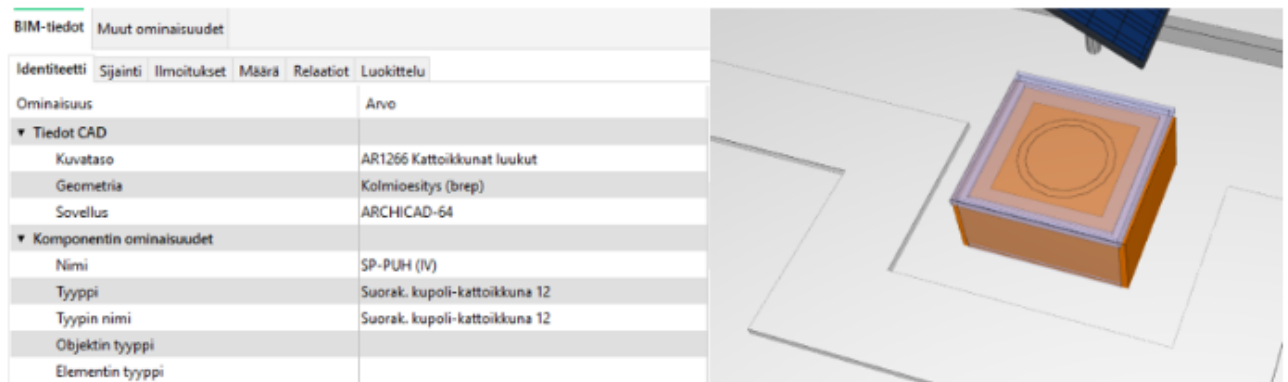 BIM-tiedot Muut ominaisuudet
Identiteetti Sijainti Ilmoitukset Määrä Relaatiot Luokittelu
Ominaisuus Arvo
▼ Tiedot CAD
Kuvataso AR1266 Kattoikkunat luukut
Geometria Kolmioesitys (brep)
Sovellus ARCHICAD-64
▼ Komponentin ominaisuudet
Nimi SP-PUH (IV)
Tyyppi Suorak. kupoli-kattoikkuna 12
Tyypin nimi Suorak. kupoli-kattoikkuna 12
Objektin tyyppi
Elementin tyyppi